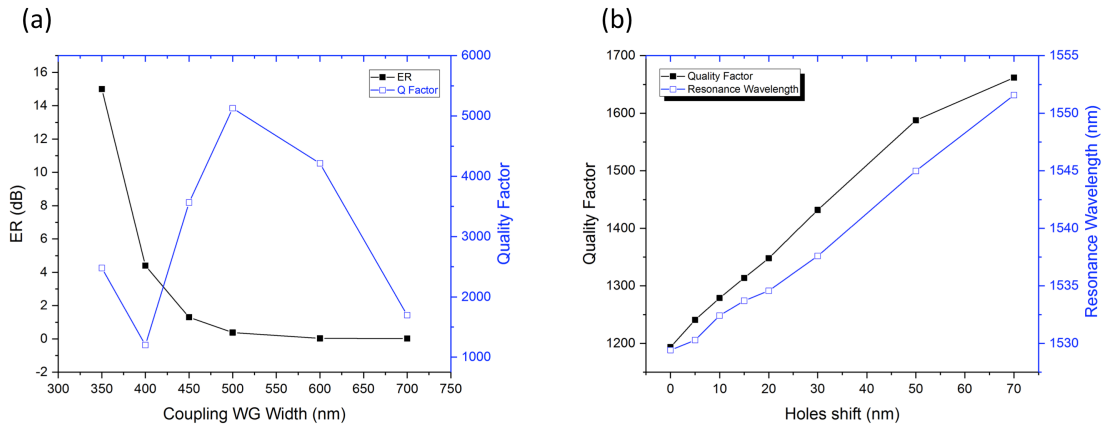 (a)
ER
Q Factor
ER (dB)
16
14
12
10
8
6
4
2
0
-2
6000
5000
4000
3000
2000
1000
Quality Factor
300 350 400 450 500 550 600 650 700 750
Coupling WG Width (nm)
(b)
Quality Factor
Resonance Wavelength
Quality Factor
1700
1600
1500
1400
1300
1200
1555
1550
1545
1540
1535
1530
Resonance Wavelength (nm)
0 10 20 30 40 50 60 70
Holes shift (nm)